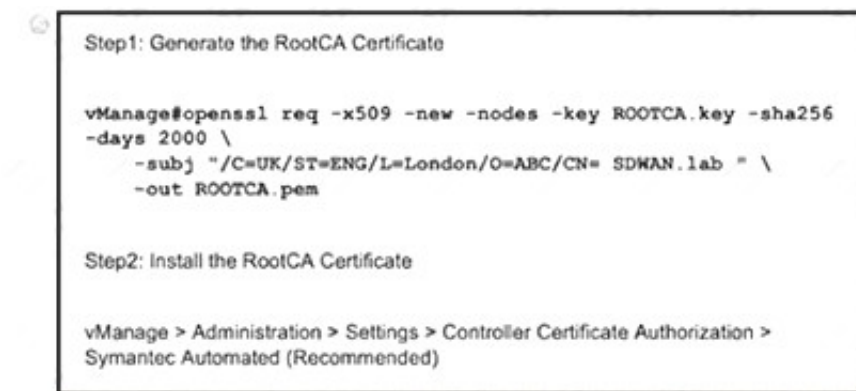 Step1: Generate the RootCA Certificate
vManage#openssl req -x509 -new -nodes -key ROOTCA.key -sha256
-days 2000 \
-subj "/C=UK/ST=ENG/L=London/O=ABC/CN= SDWAN.lab " \
-out ROOTCA.pem
Step2: Install the RootCA Certificate
vManage > Administration > Settings > Controller Certificate Authorization >
Symantec Automated (Recommended)